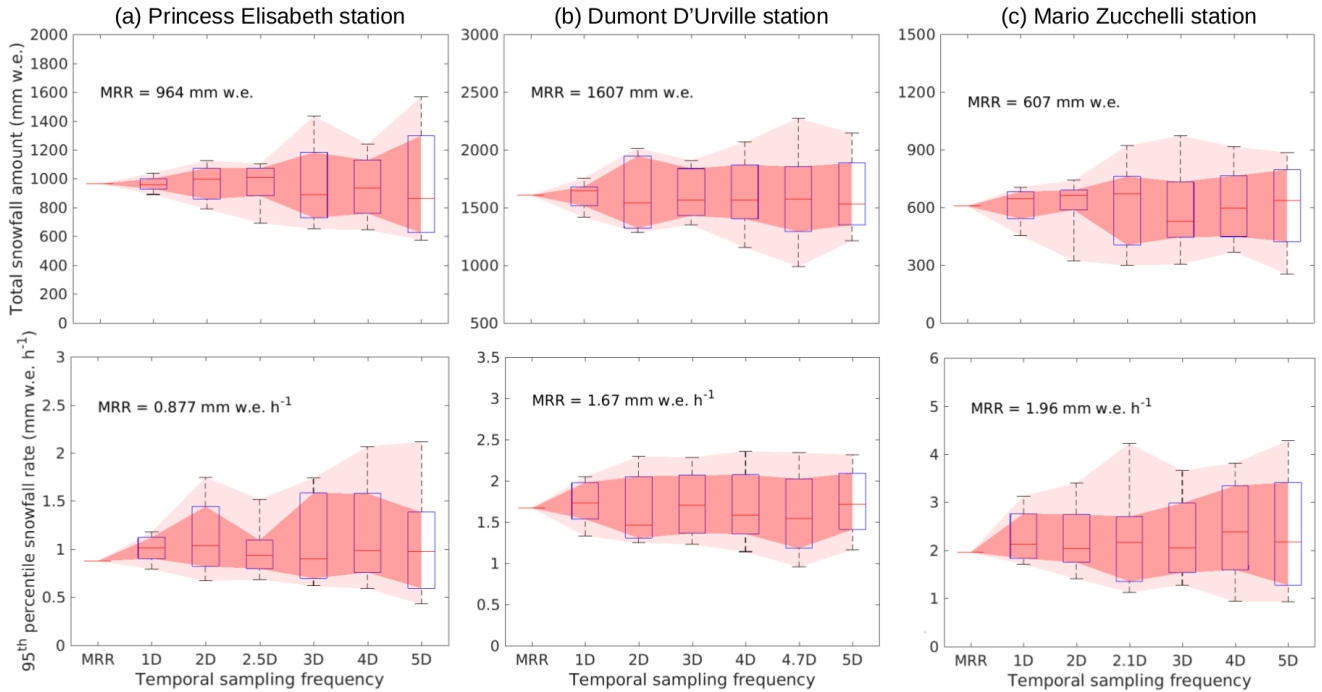 (a) Princess Elisabeth station
(b) Dumont D'Urville station
(c) Mario Zucchelli station
Total snowfall amount (mm w.e.)
2000
1800
1600
1400
1200
1000
800
600
400
200
0
MRR = 964 mm w.e.
3000
2500
2000
1500
1000
500
MRR = 1607 mm w.e.
1500
1200
900
600
300
0
MRR = 607 mm w.e.
95th percentile snowfall rate (mm w.e. h-1)
3
2.5
2
1.5
1
0.5
0
MRR = 0.877 mm w.e. h-1
MRR 1D 2D 2.5D 3D 4D 5D
Temporal sampling frequency
3.5
3
2.5
2
1.5
1
0.5
0
MRR = 1.67 mm w.e. h-1
MRR 1D 2D 3D 4D 4.7D 5D
Temporal sampling frequency
6
5
4
3
2
1
0
MRR = 1.96 mm w.e. h-1
MRR 1D 2D 2.1D 3D 4D 5D
Temporal sampling frequency